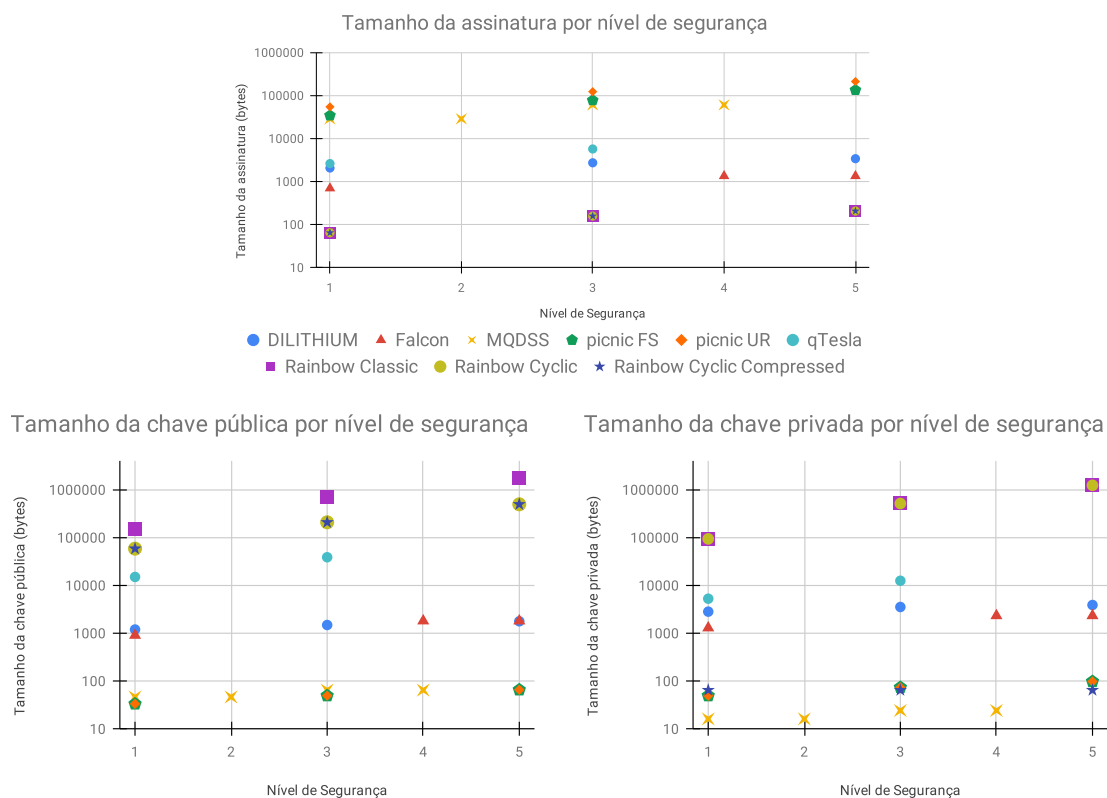 Tamanho da assinatura por nível de segurança
Tamanho da assinatura (bytes)
1000000
100000
10000
1000
100
10
1 2 3 4 5
Nível de Segurança
DILITHIUM Falcon MQDSS picnic FS picnic UR qTesla
Rainbow Classic Rainbow Cyclic Rainbow Cyclic Compressed
Tamanho da chave pública por nível de segurança
Tamanho da chave pública (bytes)
1000000
100000
10000
1000
100
10
1 2 3 4 5
Nível de Segurança
Tamanho da chave privada por nível de segurança
Tamanho da chave privada (bytes)
1000000
100000
10000
1000
100
10
1 2 3 4 5
Nível de Segurança